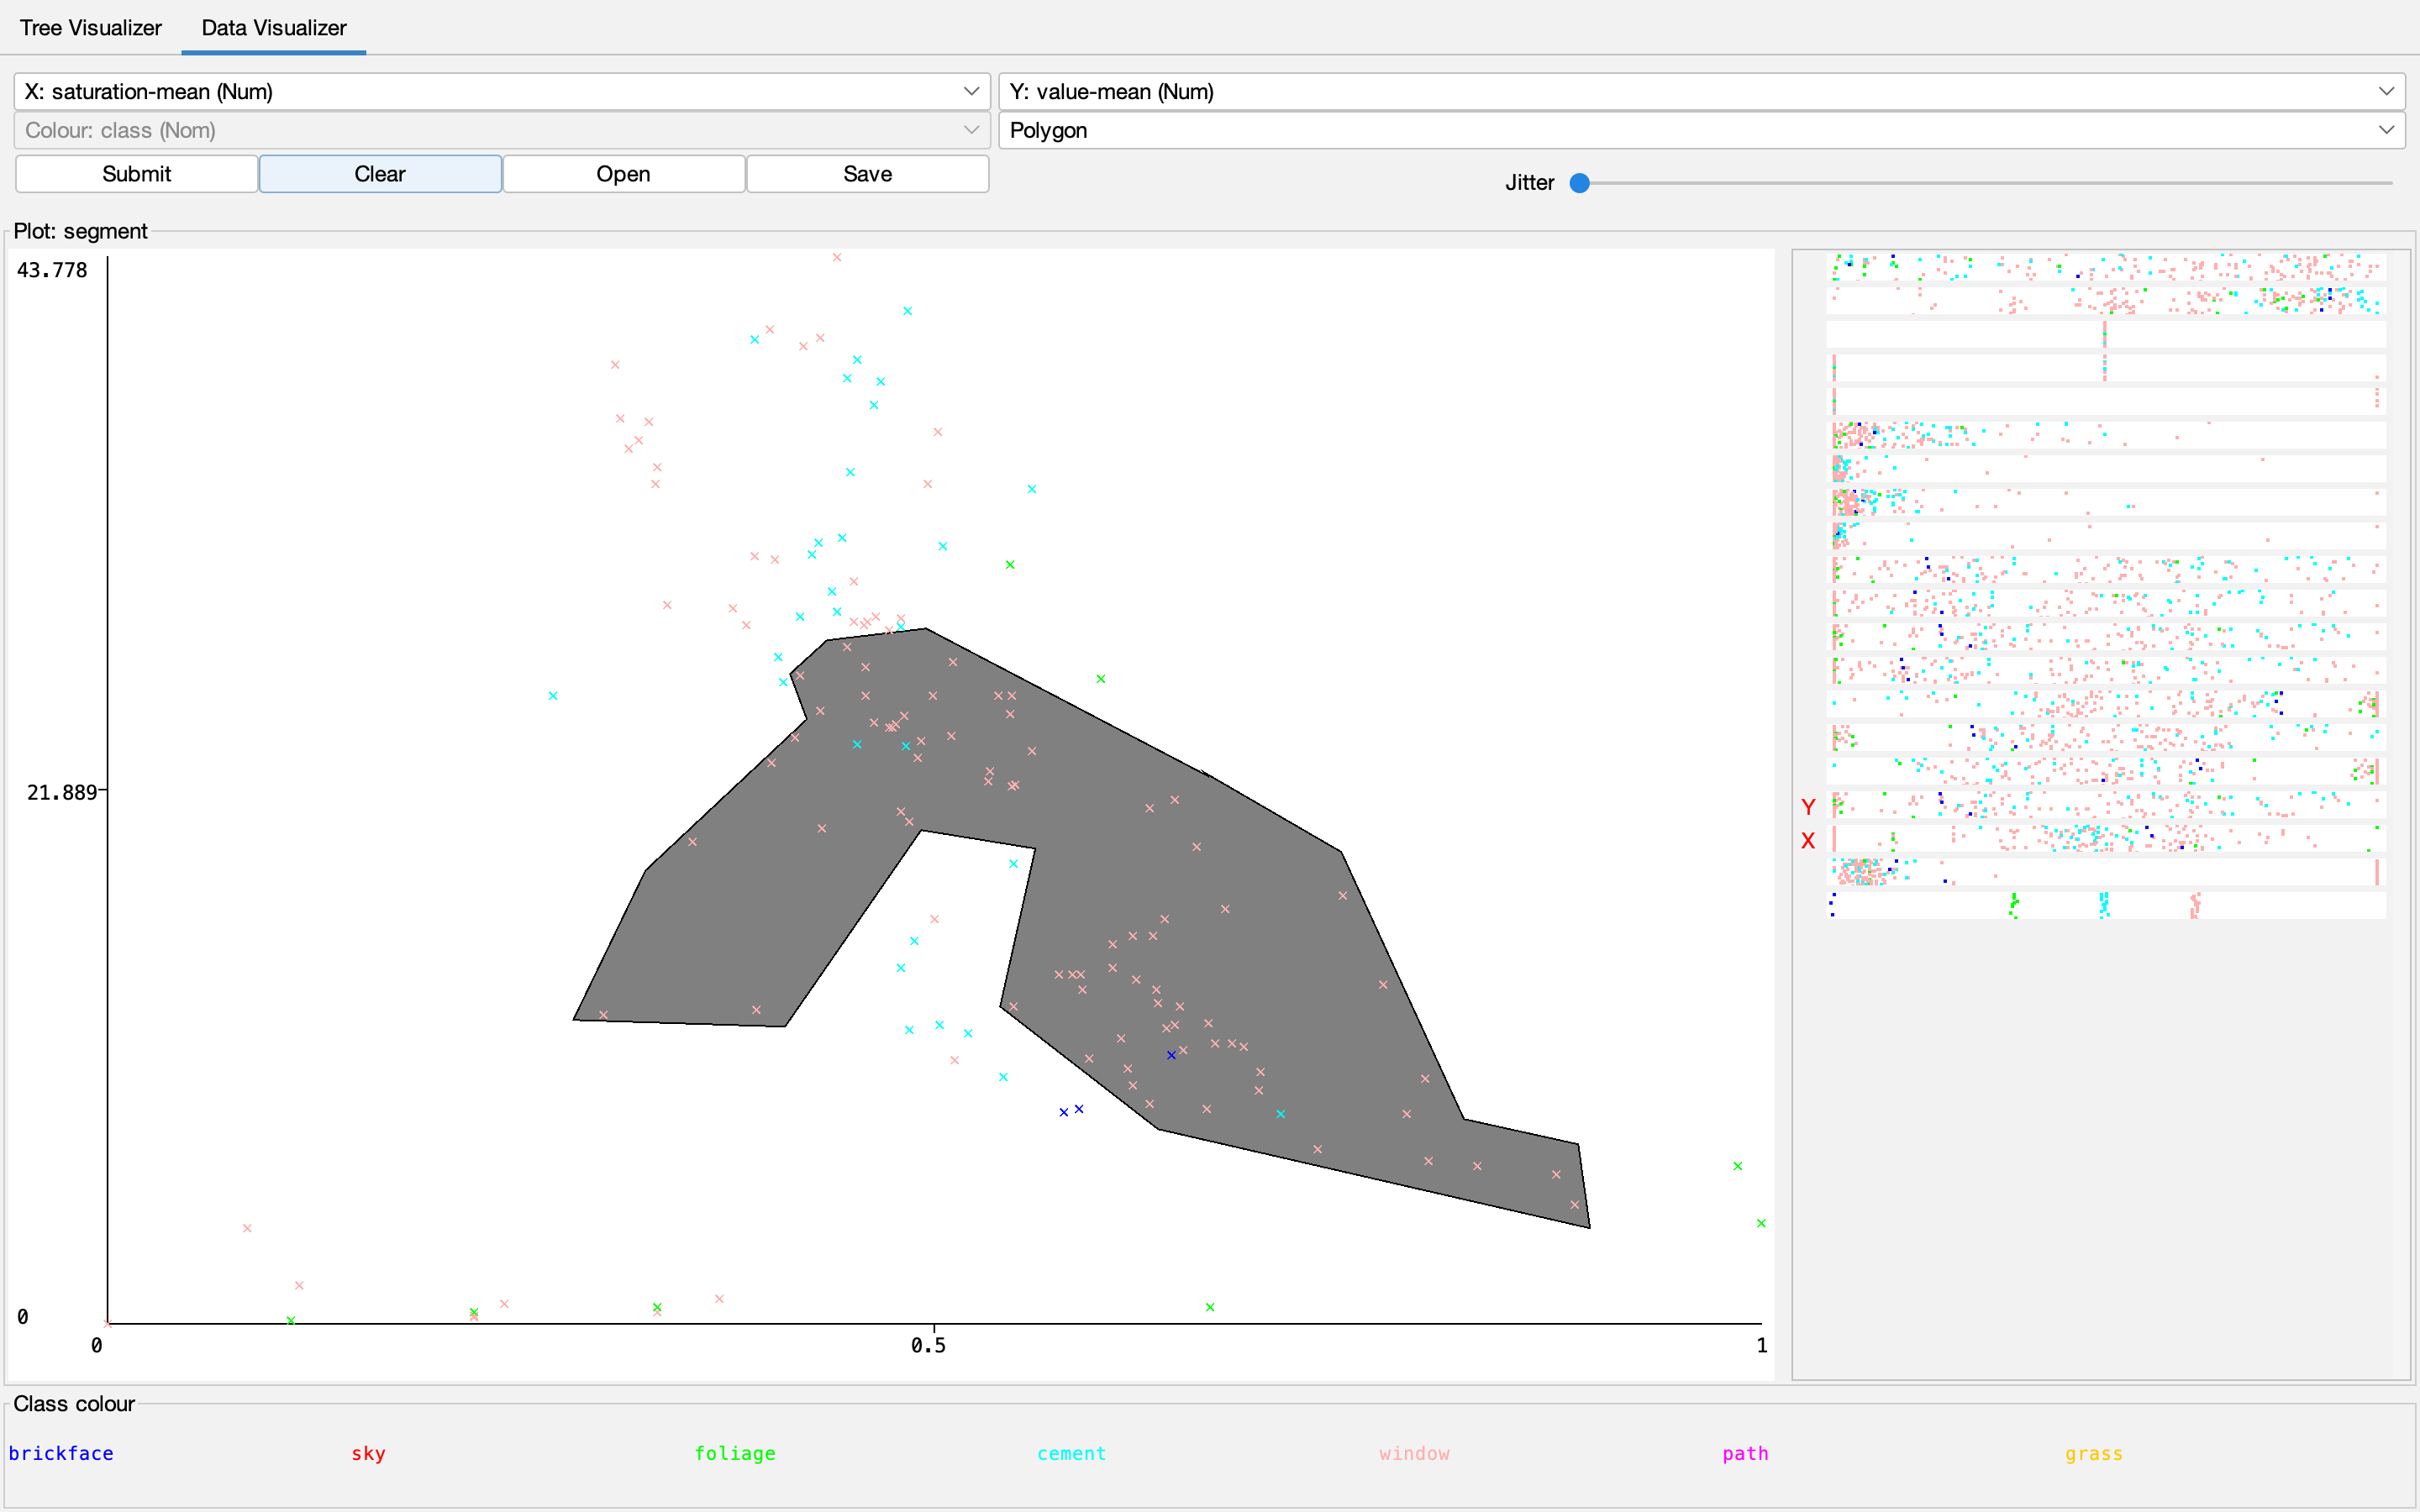 Tree Visualizer Data Visualizer
X: saturation-mean (Num) Y: value-mean (Num)
Colour: class (Nom) Polygon
Submit Clear Open Save Jitter
Plot: segment
43.778
21.889
Y
X
0
0 0.5 1
Class colour
brickface sky foliage cement window path grass